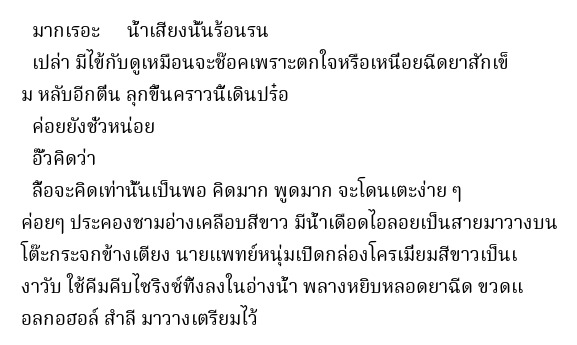 มากเรอะ น้ำเสียงนั้นร้อนรน
เปล่า มีไข้กับดูเหมือนจะช๊อคเพราะตกใจหรือเหนื่อยฉีดยาสักเข็
ม หลับอีกตื่น ลุกขึ้นคราวนี้เดินปร๋อ
ค่อยยังชั่วหน่อย
อั๊วคิดว่า
ลื้อจะคิดเท่านั้นเป็นพอ คิดมาก พูดมาก จะโดนเตะง่าย ๆ
ค่อยๆ ประคองชามอ่างเคลือบสีขาว มีน้ำเดือดไอลอยเป็นสายมาวางบน
โต๊ะกระจกข้างเตียง นายแพทย์หนุ่มเปิดกล่องโครเมียมสีขาวเป็นเ
งาวับ ใช้คีมคีบไซริงซ์ทิ้งลงในอ่างน้ำ พลางหยิบหลอดยาฉีด ขวดแ
อลกอฮอล์ สำลี มาวางเตรียมไว้